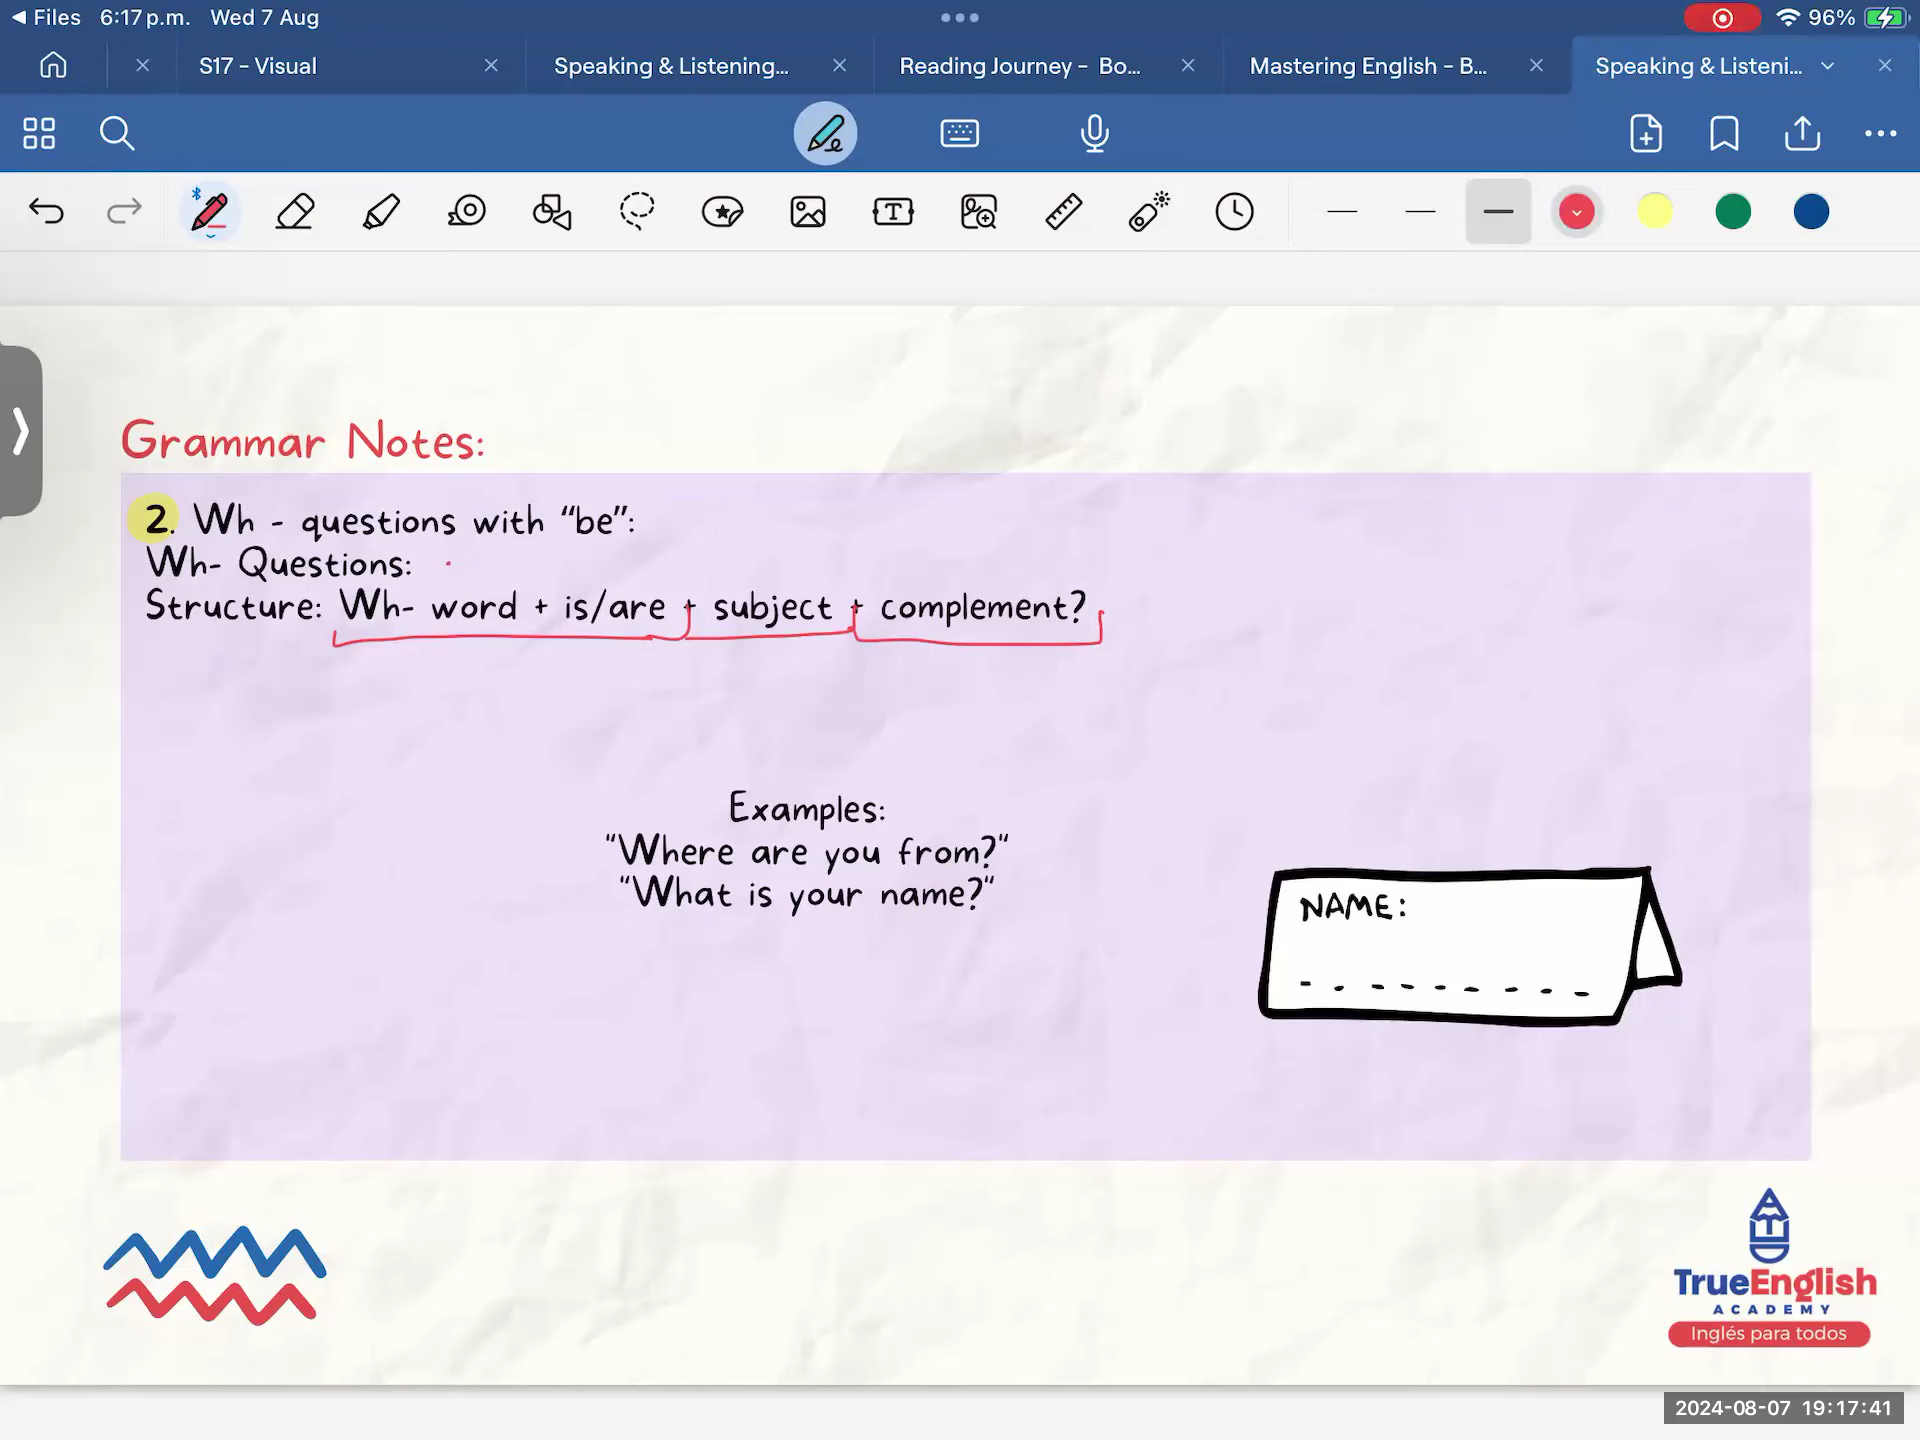 Files 6:17 p.m. Wed 7 Aug 96%
S17 - Visual
Speaking & Listening...
Reading Journey - Bo...
Mastering English - B...
Speaking & Listeni...
Grammar Notes:
2. Wh - questions with “be”:
Wh- Questions:
Structure: Wh- word + is/are + subject + complement?
Examples:
"Where are you from?"
"What is your name?"
NAME:
TrueEnglish
ACADEMY
Inglés para todos
2024-08-07 19:17:41